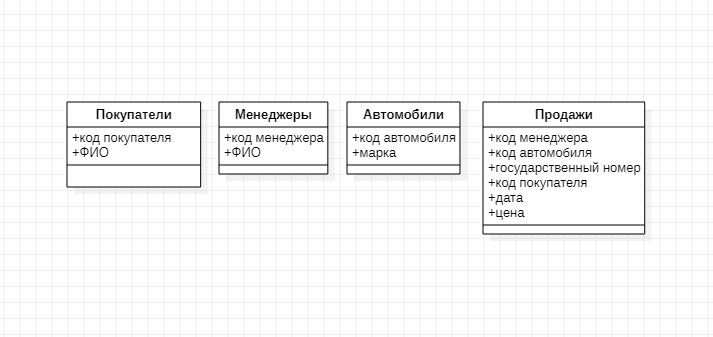 Покупатели
+код покупателя
+ФИО
Менеджеры
+код менеджера
+ФИО
Автомобили
+код автомобиля
+марка
Продажи
+код менеджера
+код автомобиля
+государственный номер
+код покупателя
+дата
+цена